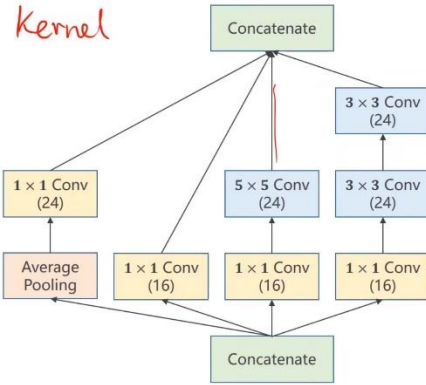 Kernel
Concatenate
3 × 3 Conv
(24)
1 × 1 Conv
(24)
5 × 5 Conv
(24)
3 × 3 Conv
(24)
Average
Pooling
1 × 1 Conv
(16)
1 × 1 Conv
(16)
1 × 1 Conv
(16)
Concatenate